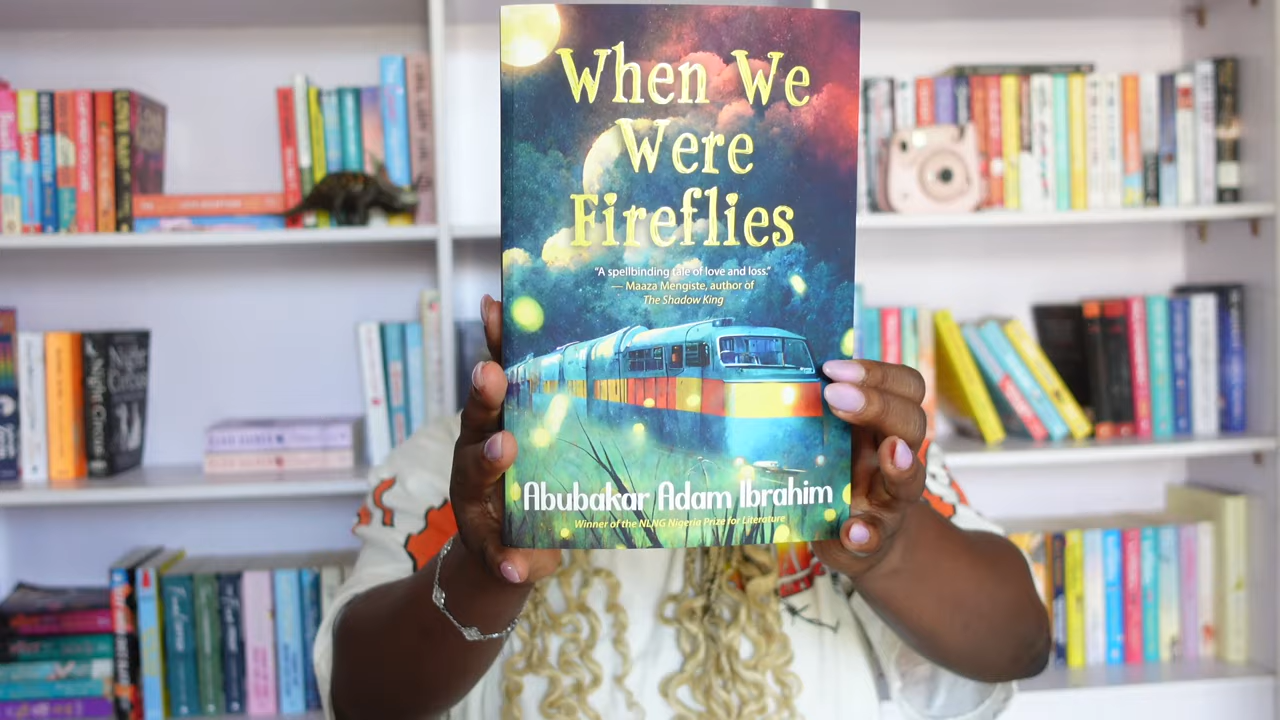 When We
Were
Fireflies
“A spellbinding tale of love and loss.”
— Maaza Mengiste, author of
The Shadow King
Abubakar Adam Ibrahim
Winner of the NLNG Nigeria Prize for Literature